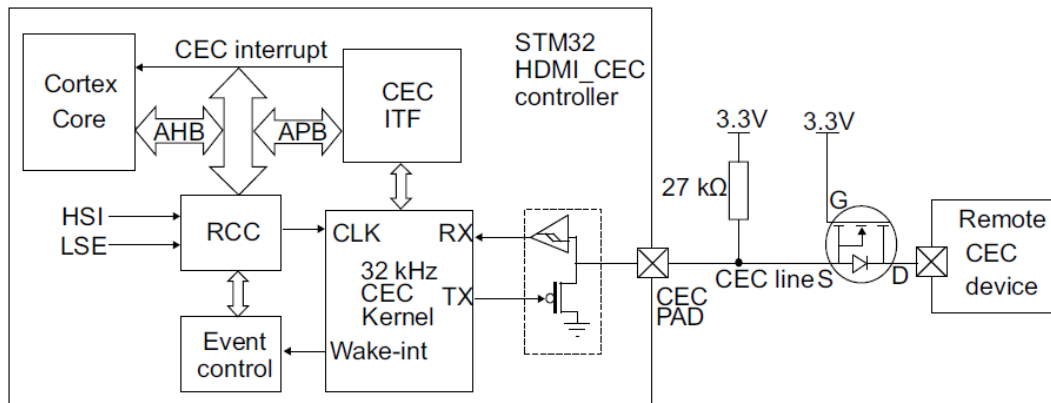 CEC interrupt
STM32
HDMI_CEC
controller
Cortex
Core
CEC
ITF
AHB
APB
3.3V
3.3V
27 kΩ
G
HSI
LSE
RCC
CLK
RX
32 kHz
CEC
Kernel
TX
Wake-int
Event
control
CEC
PAD
CEC line
S
D
Remote
CEC
device